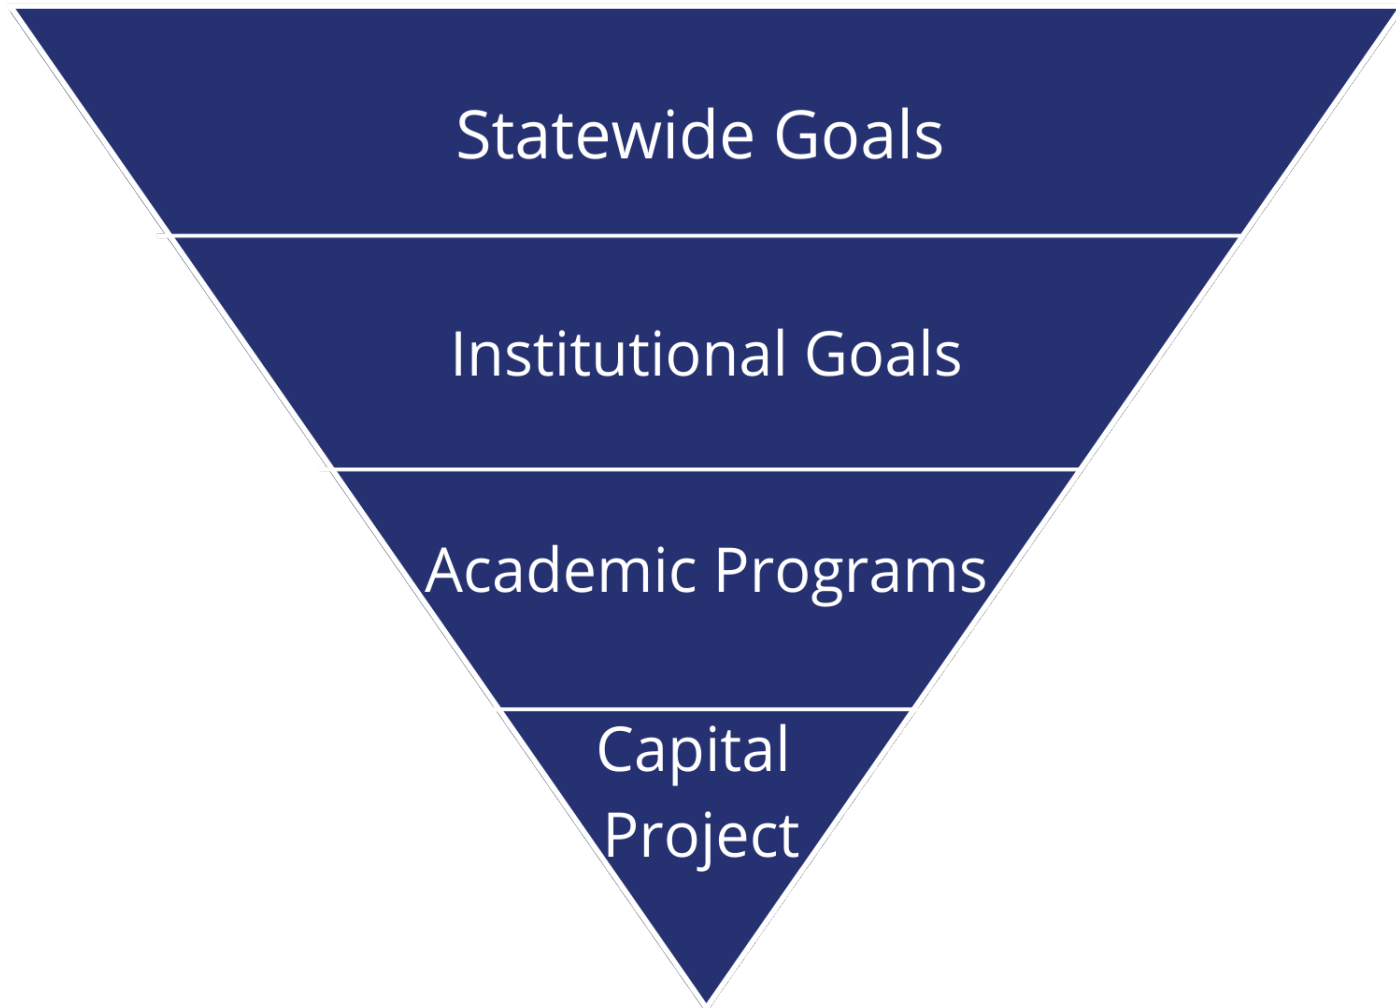 Statewide Goals
Institutional Goals
Academic Programs
Capital
Project